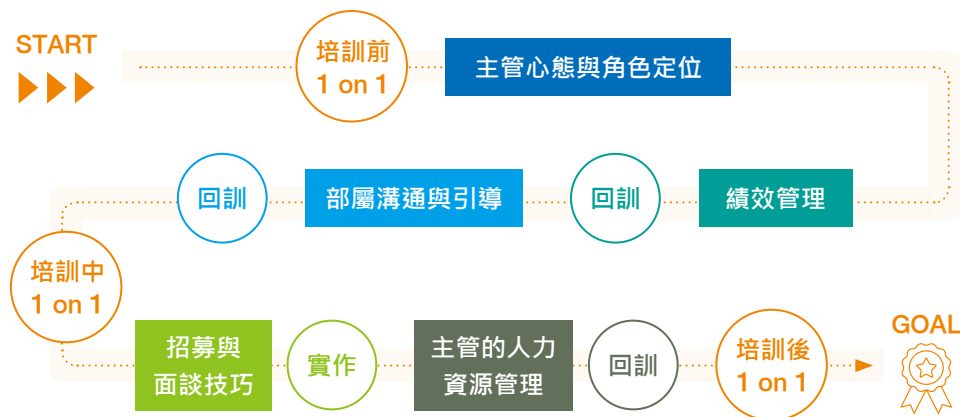 START
培訓前
1 on 1
主管心態與角色定位
績效管理
回訓
部屬溝通與引導
回訓
培訓中
1 on 1
招募與
面談技巧
實作
主管的人力
資源管理
回訓
培訓後
1 on 1
GOAL